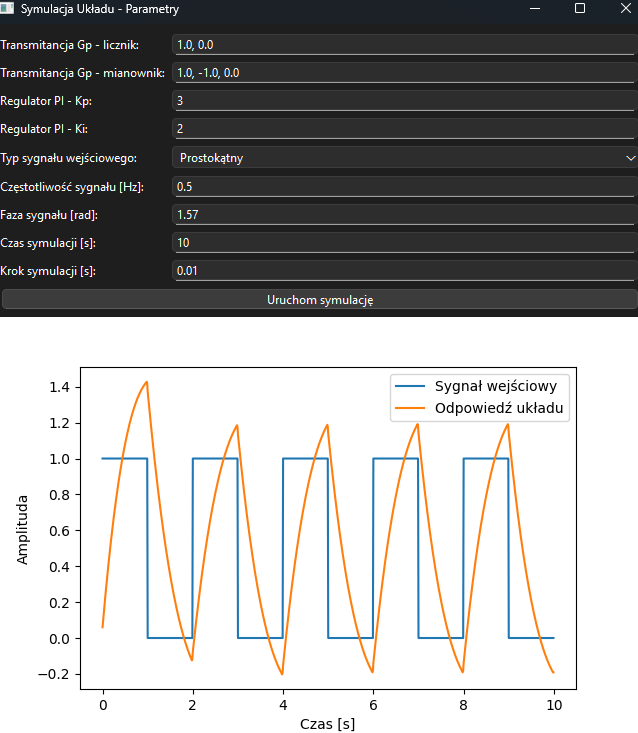 Symulacja Układu - Parametry
Transmitancja Gp - licznik: 1.0, 0.0
Transmitancja Gp - mianownik: 1.0, -1.0, 0.0
Regulator PI - Kp: 3
Regulator PI - Ki: 2
Typ sygnału wejściowego: Prostokątny
Częstotliwość sygnału [Hz]: 0.5
Faza sygnału [rad]: 1.57
Czas symulacji [s]: 10
Krok symulacji [s]: 0.01
Uruchom symulację
Sygnał wejściowy
Odpowiedź układu
1.4
1.2
1.0
0.8
0.6
0.4
0.2
0.0
−0.2
Amplituda
0 2 4 6 8 10
Czas [s]